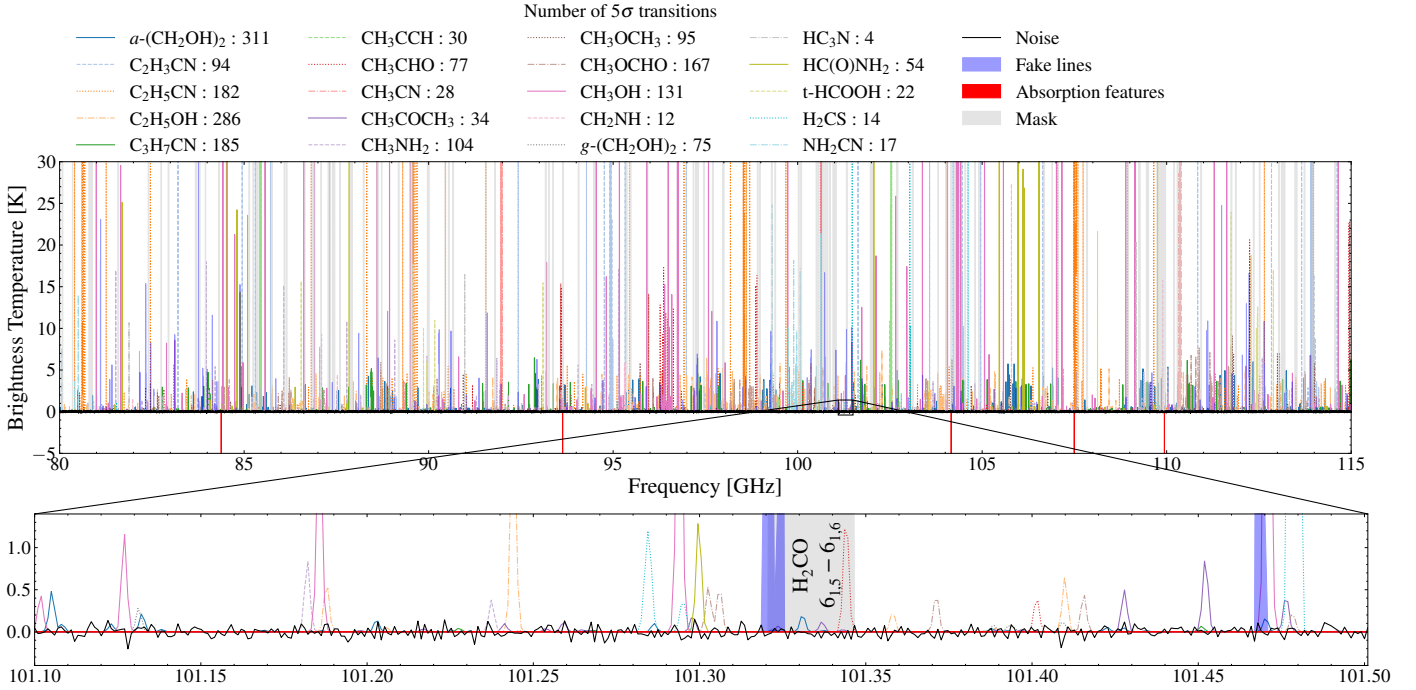 Number of 5σ transitions
a-(CH₂OH)₂ : 311
C₂H₃CN : 94
C₂H₅CN : 182
C₂H₅OH : 286
C₃H₇CN : 185
CH₃CCH : 30
CH₃CHO : 77
CH₃CN : 28
CH₃COCH₃ : 34
CH₃NH₂ : 104
CH₃OCH₃ : 95
CH₃OCHO : 167
CH₃OH : 131
CH₂NH : 12
g-(CH₂OH)₂ : 75
HC₃N : 4
HC(O)NH₂ : 54
t-HCOOH : 22
H₂CS : 14
NH₂CN : 17
Noise
Fake lines
Absorption features
Mask
Brightness Temperature [K]
30
25
20
15
10
5
0
−5
80 85 90 95 100 105 110 115
Frequency [GHz]
1.0
0.5
0.0
H₂CO
6₁,₅ − 6₁,₆
101.10 101.15 101.20 101.25 101.30 101.35 101.40 101.45 101.50